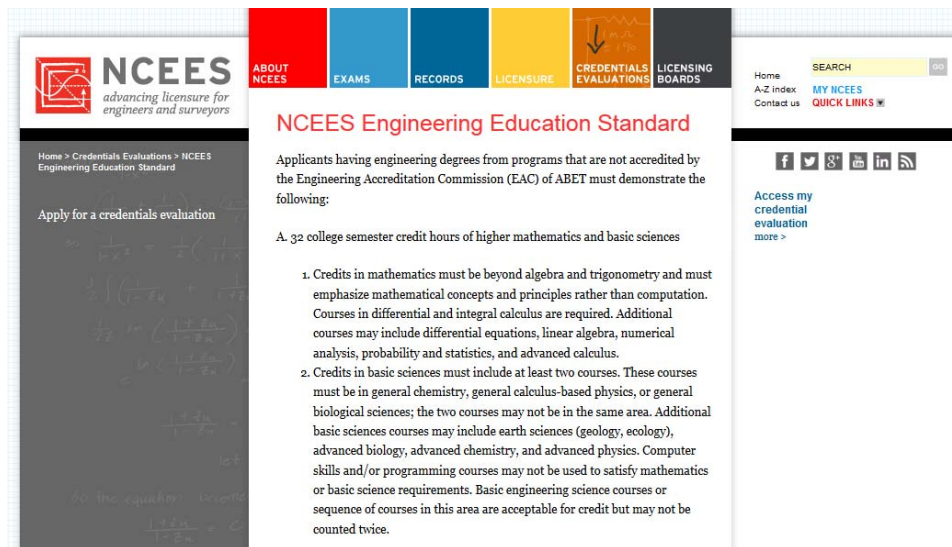 NCEES
advancing licensure for
engineers and surveyors
ABOUT
NCEES
EXAMS
RECORDS
LICENSURE
CREDENTIALS
EVALUATIONS
LICENSING
BOARDS
Home
A-Z index
Contact us
SEARCH
GO
MY NCEES
QUICK LINKS
Home > Credentials Evaluations > NCEES
Engineering Education Standard
Apply for a credentials evaluation
NCEES Engineering Education Standard
Applicants having engineering degrees from programs that are not accredited by
the Engineering Accreditation Commission (EAC) of ABET must demonstrate the
following:
A. 32 college semester credit hours of higher mathematics and basic sciences
1. Credits in mathematics must be beyond algebra and trigonometry and must
emphasize mathematical concepts and principles rather than computation.
Courses in differential and integral calculus are required. Additional
courses may include differential equations, linear algebra, numerical
analysis, probability and statistics, and advanced calculus.
2. Credits in basic sciences must include at least two courses. These courses
must be in general chemistry, general calculus-based physics, or general
biological sciences; the two courses may not be in the same area. Additional
basic sciences courses may include earth sciences (geology, ecology),
advanced biology, advanced chemistry, and advanced physics. Computer
skills and/or programming courses may not be used to satisfy mathematics
or basic science requirements. Basic engineering science courses or
sequence of courses in this area are acceptable for credit but may not be
counted twice.
Access my
credential
evaluation
more >